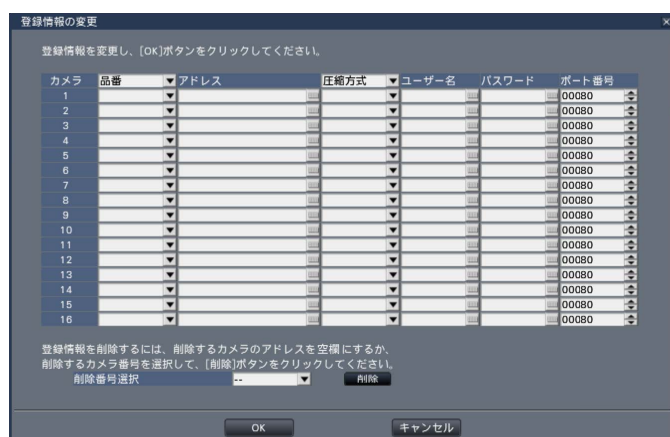 登録情報の変更
登録情報を変更し、[OK]ボタンをクリックしてください。
カメラ 品番 アドレス 圧縮方式 ユーザー名 パスワード ポート番号
1 00080
2 00080
3 00080
4 00080
5 00080
6 00080
7 00080
8 00080
9 00080
10 00080
11 00080
12 00080
13 00080
14 00080
15 00080
16 00080
登録情報を削除するには、削除するカメラのアドレスを空欄にするか、
削除するカメラ番号を選択して、[削除]ボタンをクリックしてください。
削除番号選択 -- 削除
OK キャンセル